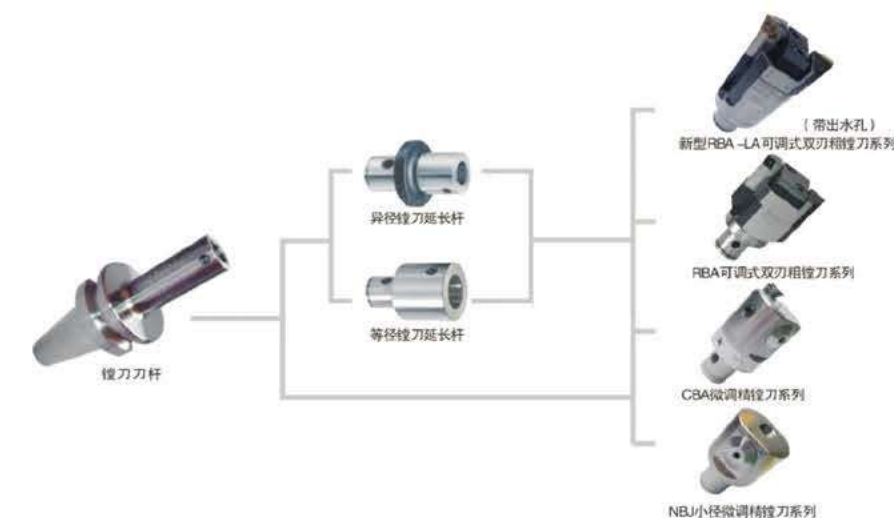 (带出水孔)
新型RBA-LA可调式双刃粗镗刀系列
异径镗刀延长杆
RBA可调式双刃粗镗刀系列
等径镗刀延长杆
镗刀刀杆
CBA微调精镗刀系列
NBJ小径微调精镗刀系列